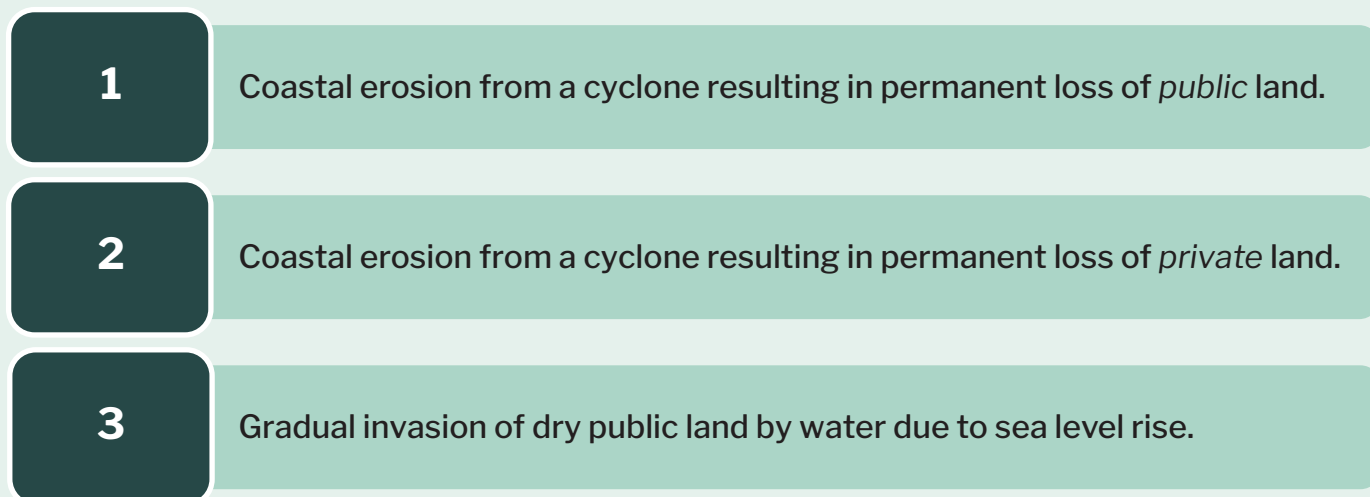 1
Coastal erosion from a cyclone resulting in permanent loss of public land.
2
Coastal erosion from a cyclone resulting in permanent loss of private land.
3
Gradual invasion of dry public land by water due to sea level rise.